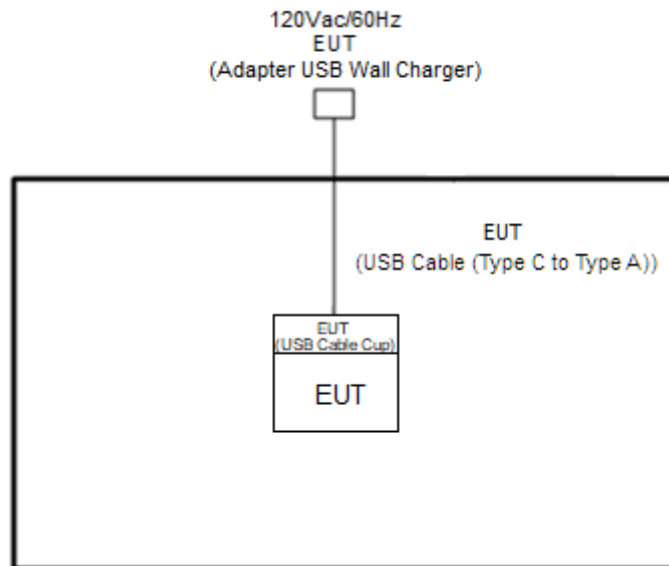 120Vac/60Hz
EUT
(Adapter USB Wall Charger)
EUT
(USB Cable (Type C to Type A))
EUT
(USB Cable Cup)
EUT